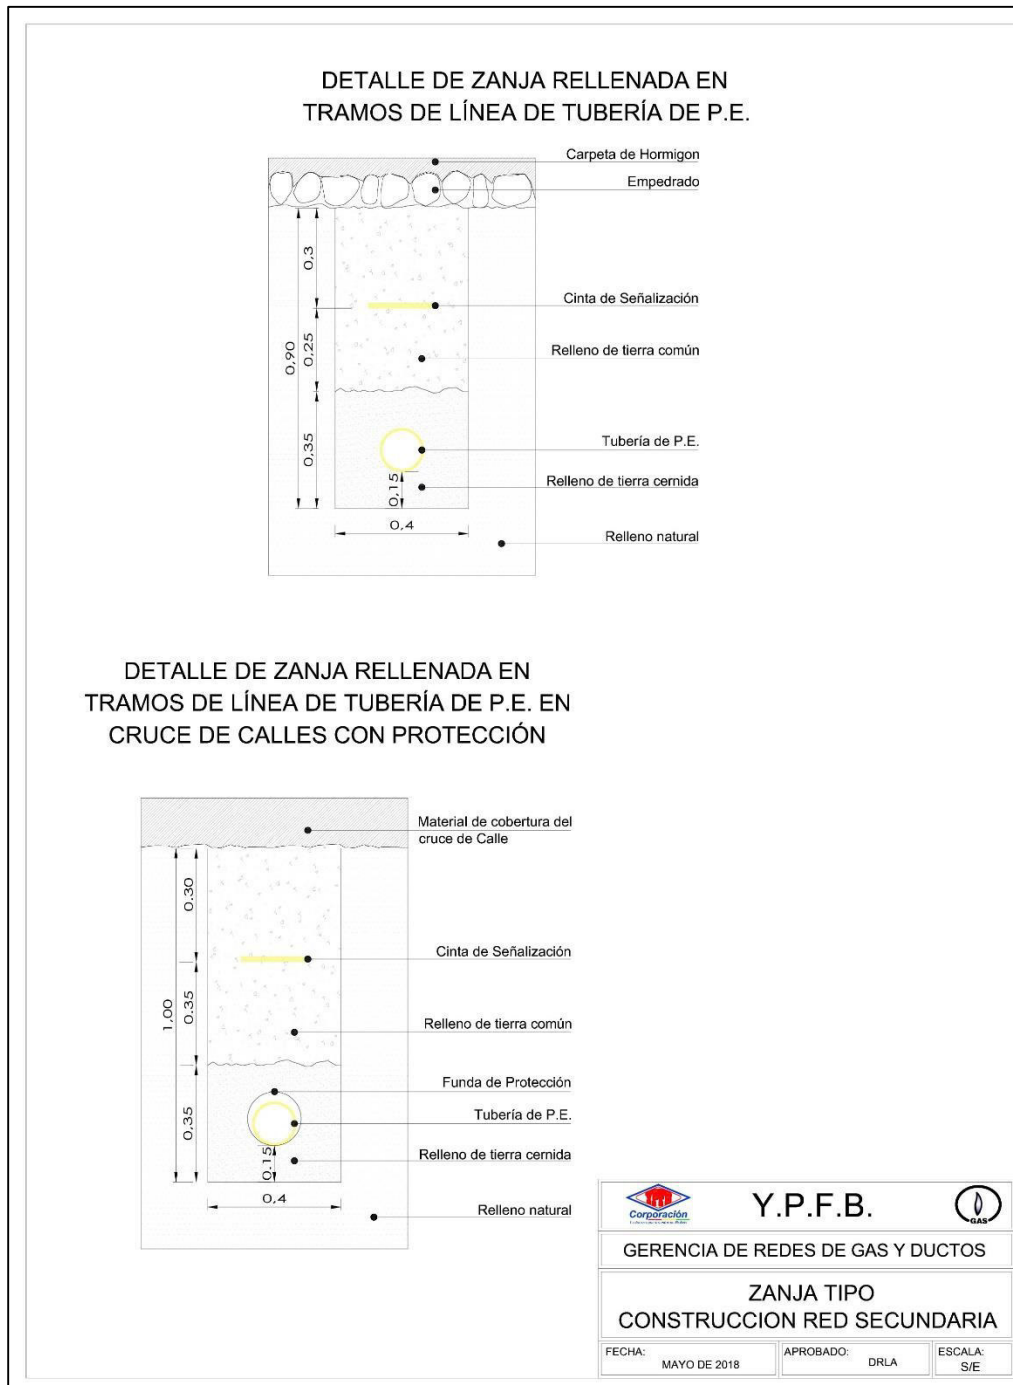 DETALLE DE ZANJA RELLENADA EN
TRAMOS DE LÍNEA DE TUBERÍA DE P.E.
Carpeta de Hormigon
Empedrado
0,3
Cinta de Señalización
0,90
0,25
Relleno de tierra común
0,35
Tubería de P.E.
0,15
Relleno de tierra cernida
0,4
Relleno natural
DETALLE DE ZANJA RELLENADA EN
TRAMOS DE LÍNEA DE TUBERÍA DE P.E. EN
CRUCE DE CALLES CON PROTECCIÓN
Material de cobertura del
cruce de Calle
0.30
Cinta de Señalización
1,00
0.35
Relleno de tierra común
Funda de Protección
0,35
Tubería de P.E.
0.15
Relleno de tierra cernida
0,4
Relleno natural
Corporación
Y.P.F.B.
GAS
GERENCIA DE REDES DE GAS Y DUCTOS
ZANJA TIPO
CONSTRUCCION RED SECUNDARIA
FECHA:
MAYO DE 2018
APROBADO:
DRLA
ESCALA:
S/E